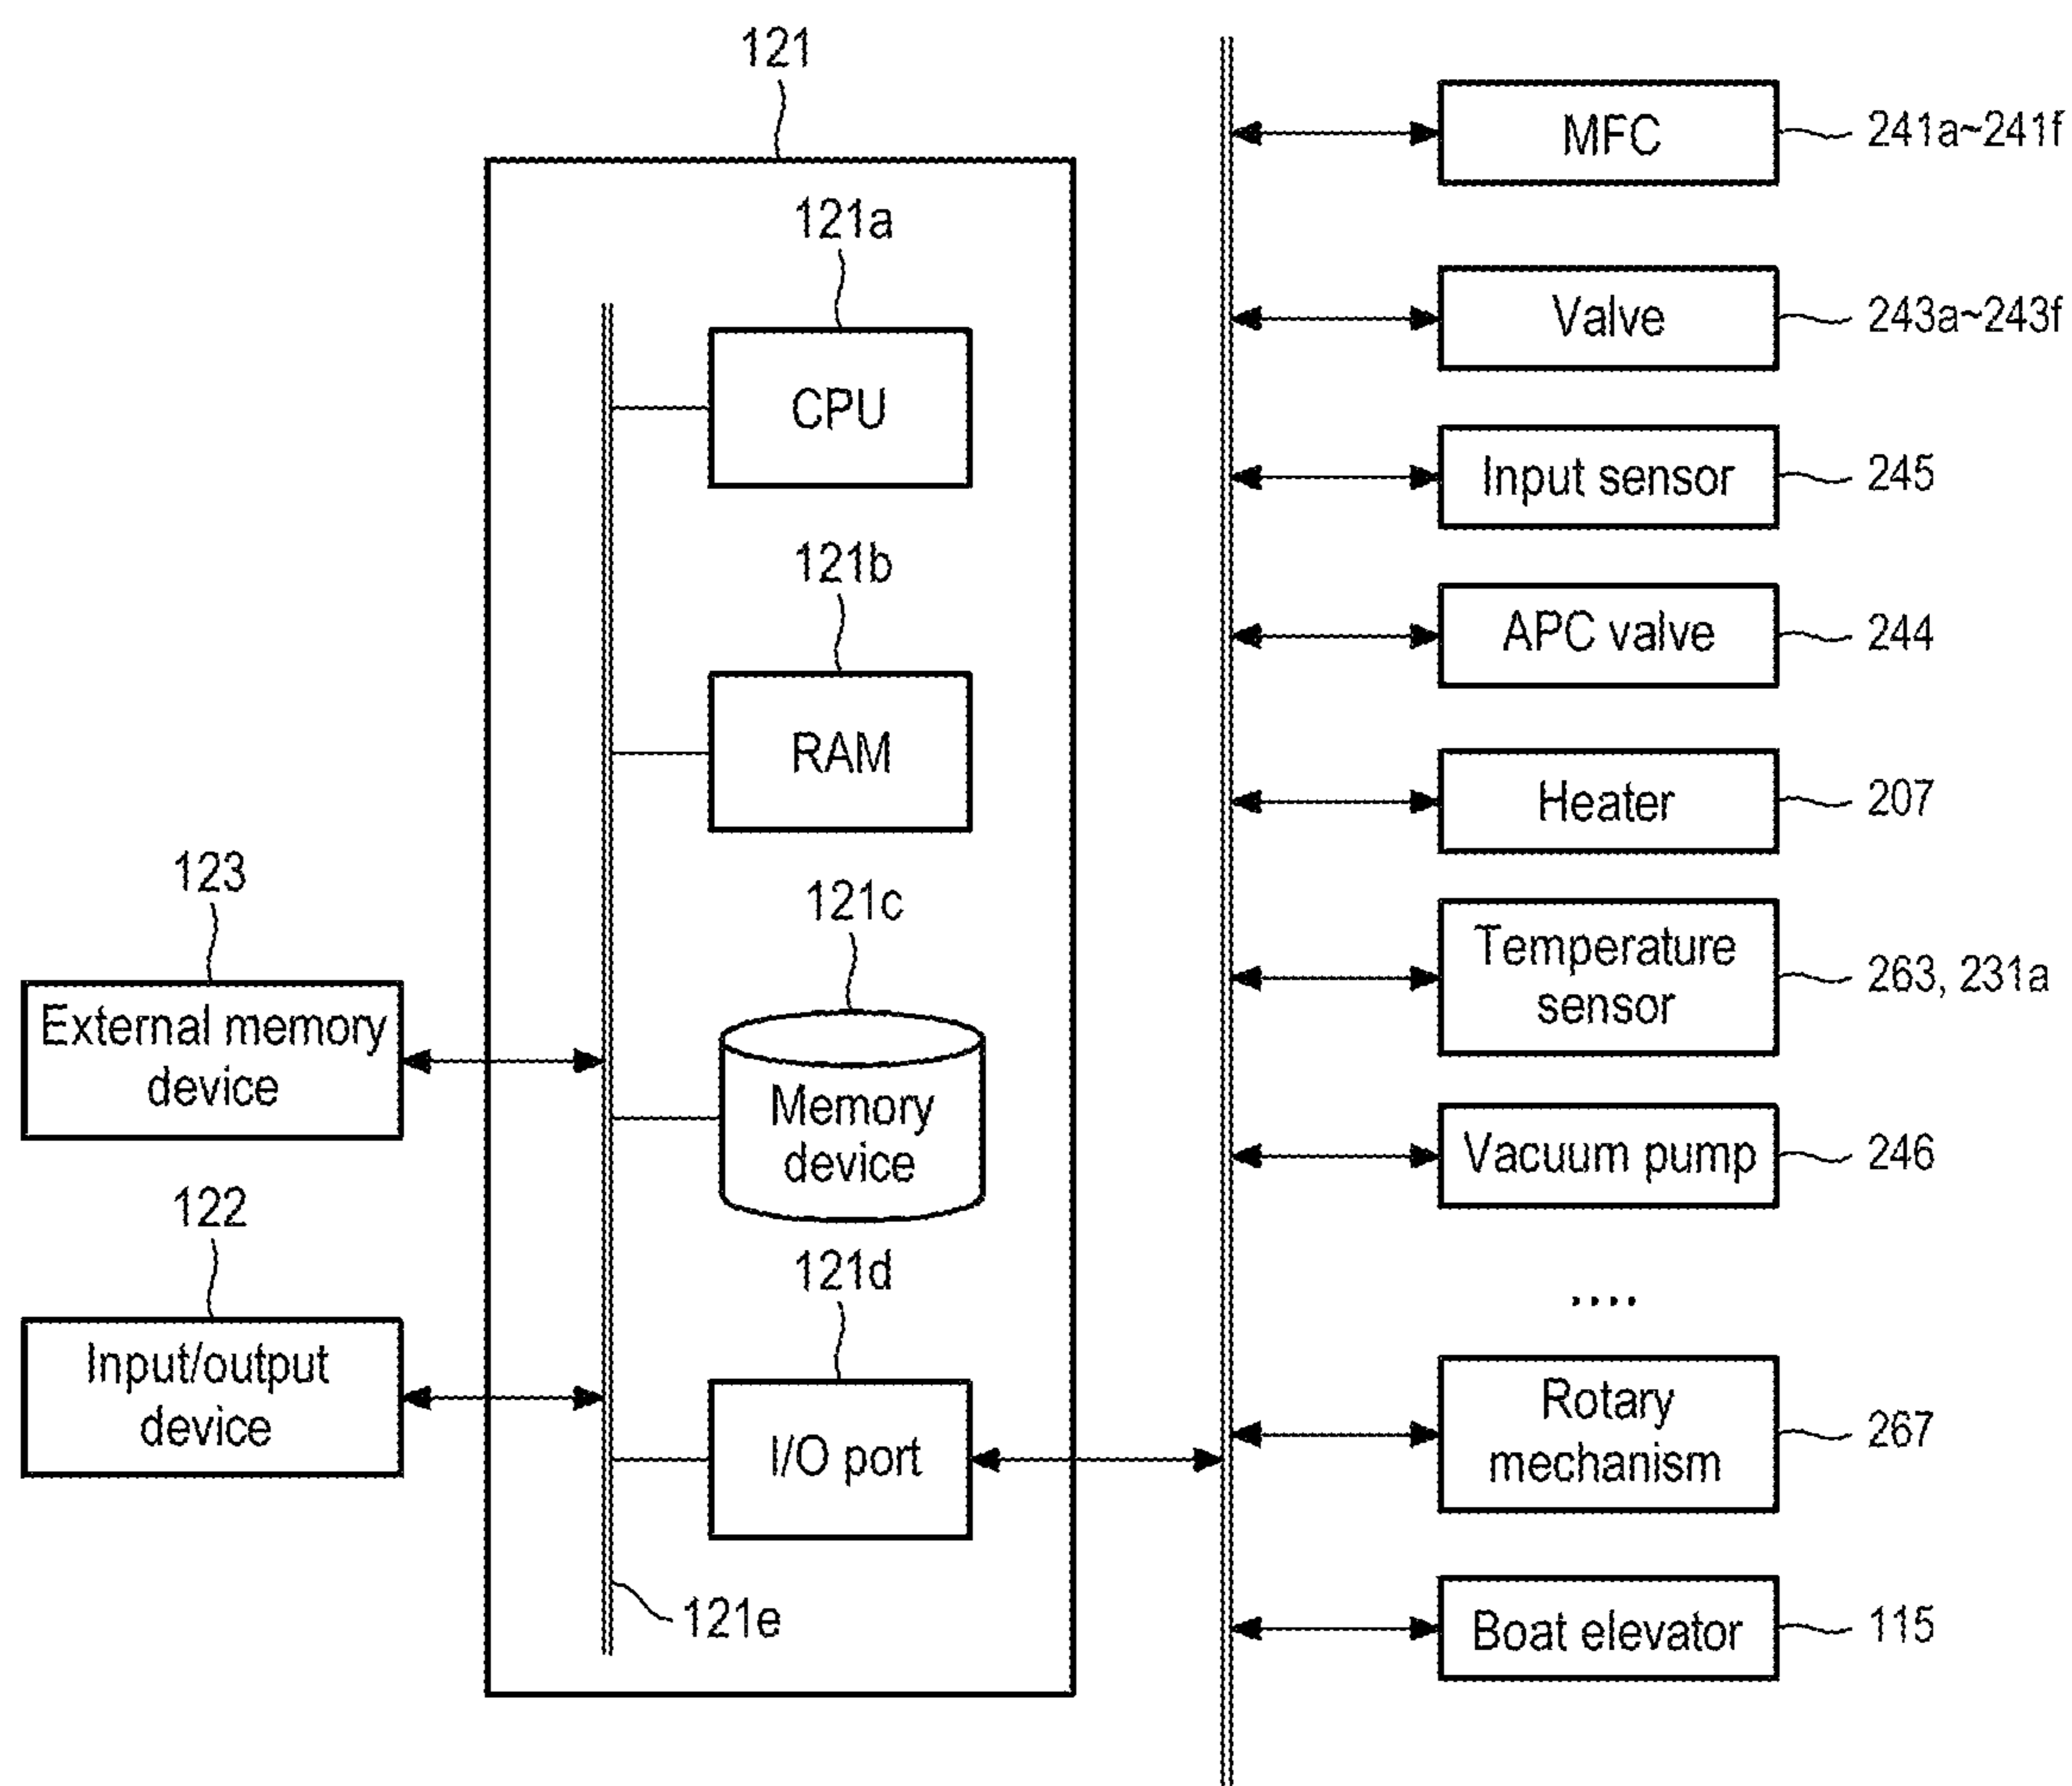 121
121a
CPU
121b
RAM
121c
Memory
device
121d
I/O port
121e
123
External memory
device
122
Input/output
device
MFC
241a~241f
Valve
243a~243f
Input sensor
245
APC valve
244
Heater
207
Temperature
sensor
263, 231a
Vacuum pump
246
....
Rotary
mechanism
267
Boat elevator
115